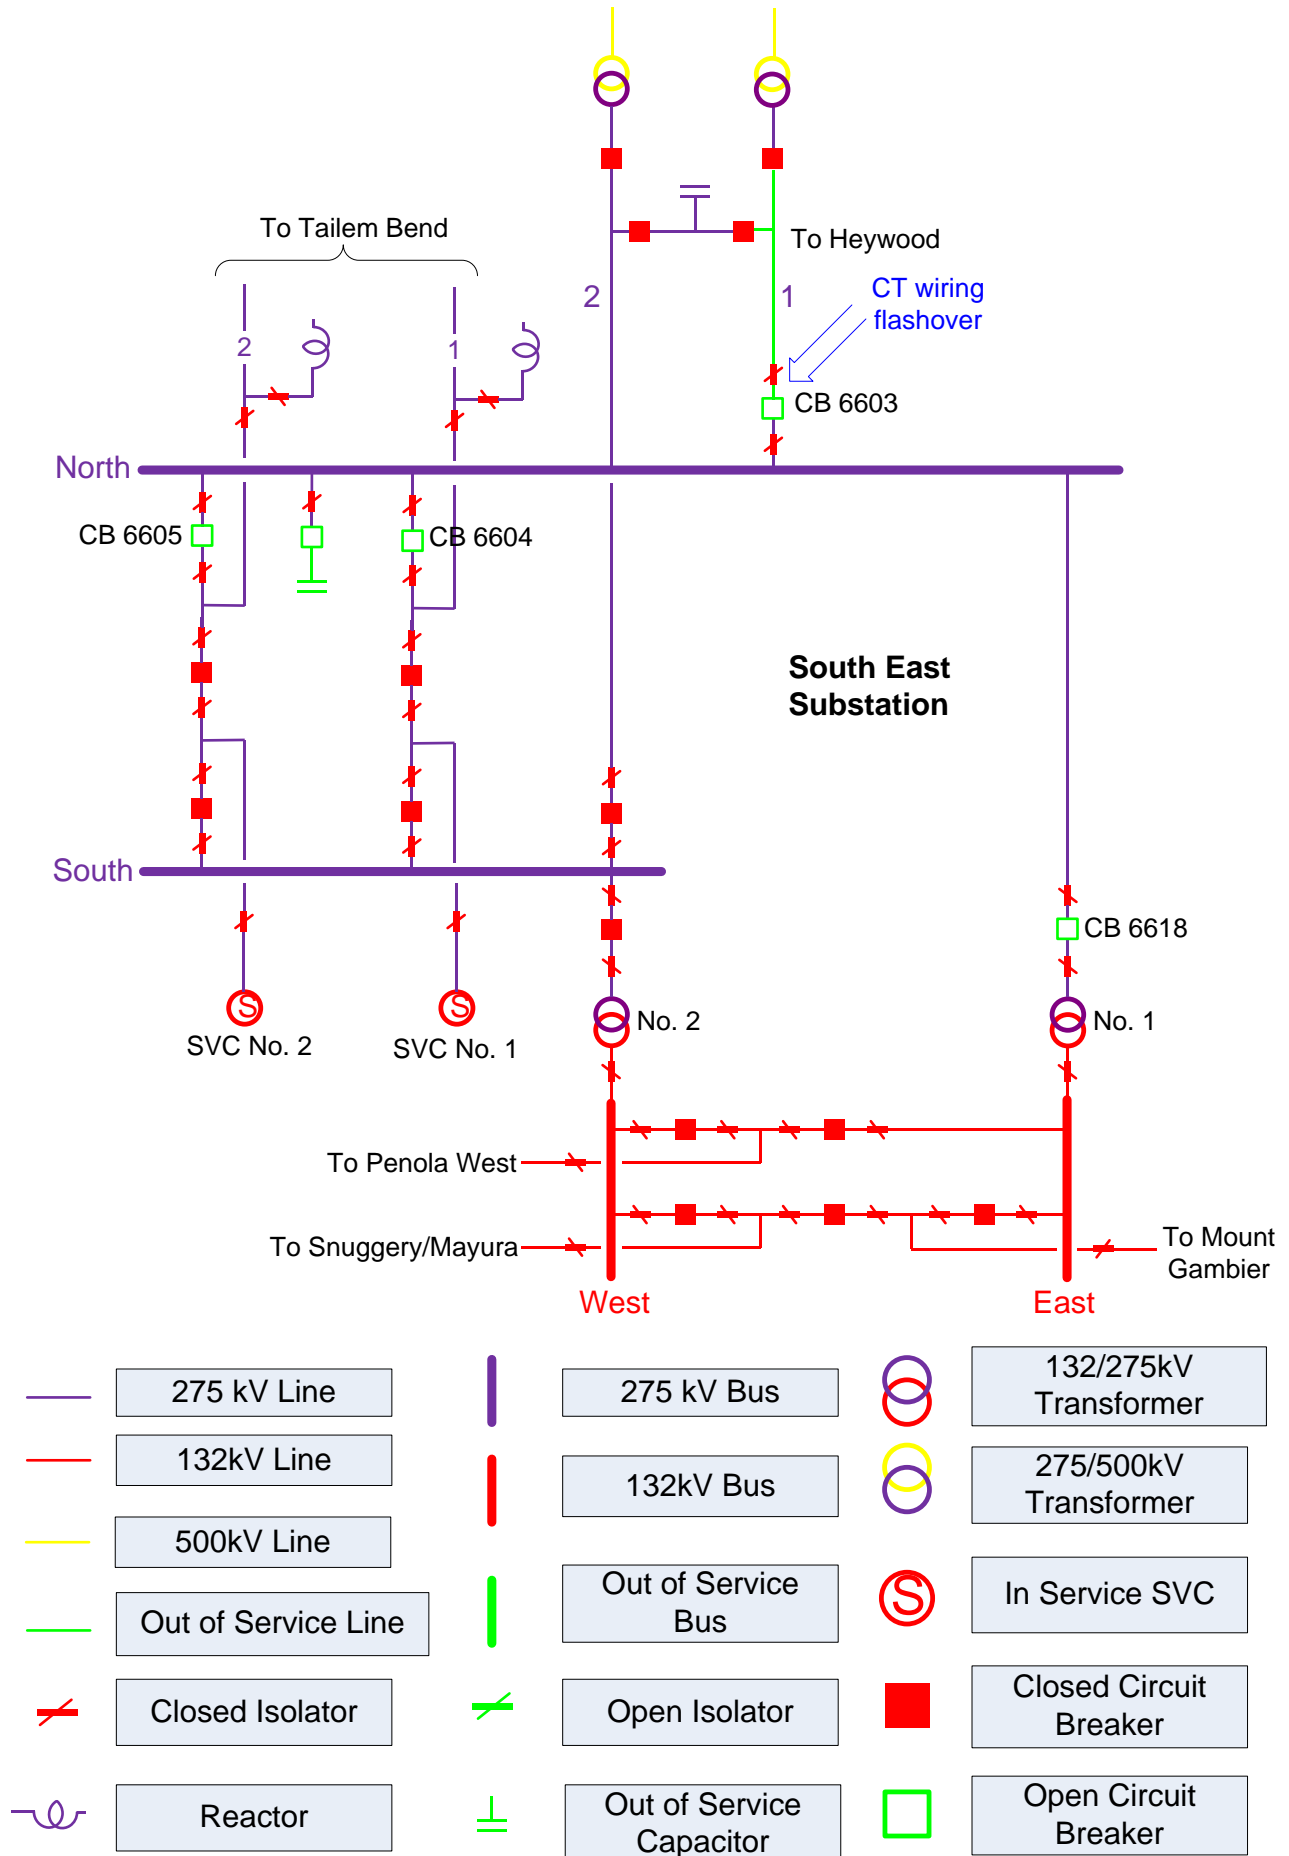 To Tailem Bend
To Heywood
2
1
CT wiring
flashover
2
1
CB 6603
North
CB 6605
CB 6604
South East
Substation
South
CB 6618
S
S
No. 2
No. 1
SVC No. 2
SVC No. 1
To Penola West
To Snuggery/Mayura
To Mount
Gambier
West
East
275 kV Line
275 kV Bus
132/275kV
Transformer
132kV Line
132kV Bus
275/500kV
Transformer
500kV Line
Out of Service Line
Out of Service
Bus
S
In Service SVC
Closed Isolator
Open Isolator
Closed Circuit
Breaker
Reactor
Out of Service
Capacitor
Open Circuit
Breaker